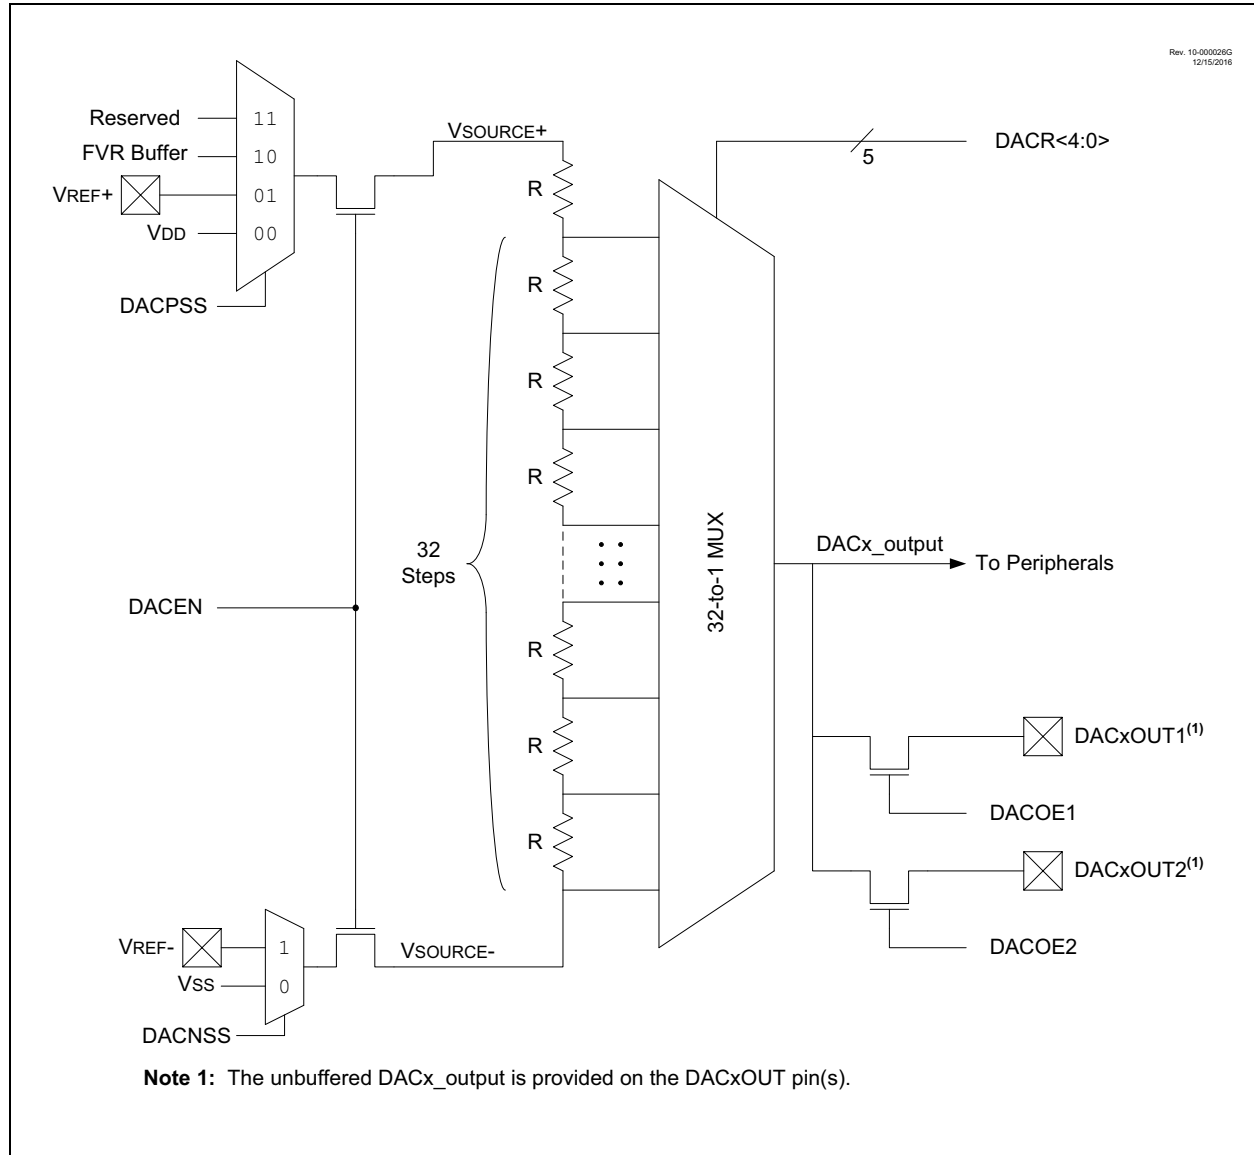 Rev. 10-000026G
12/15/2016
Reserved
11
FVR Buffer
10
VREF+
01
VDD
00
DACPSS
VSOURCE+
DACR<4:0>
5
R
R
R
R
32
Steps
32-to-1 MUX
DACx_output
To Peripherals
DACEN
R
R
R
DACxOUT1(1)
DACOE1
DACxOUT2(1)
DACOE2
VREF-
1
VSS
0
VSOURCE-
DACNSS
Note 1: The unbuffered DACx_output is provided on the DACxOUT pin(s).